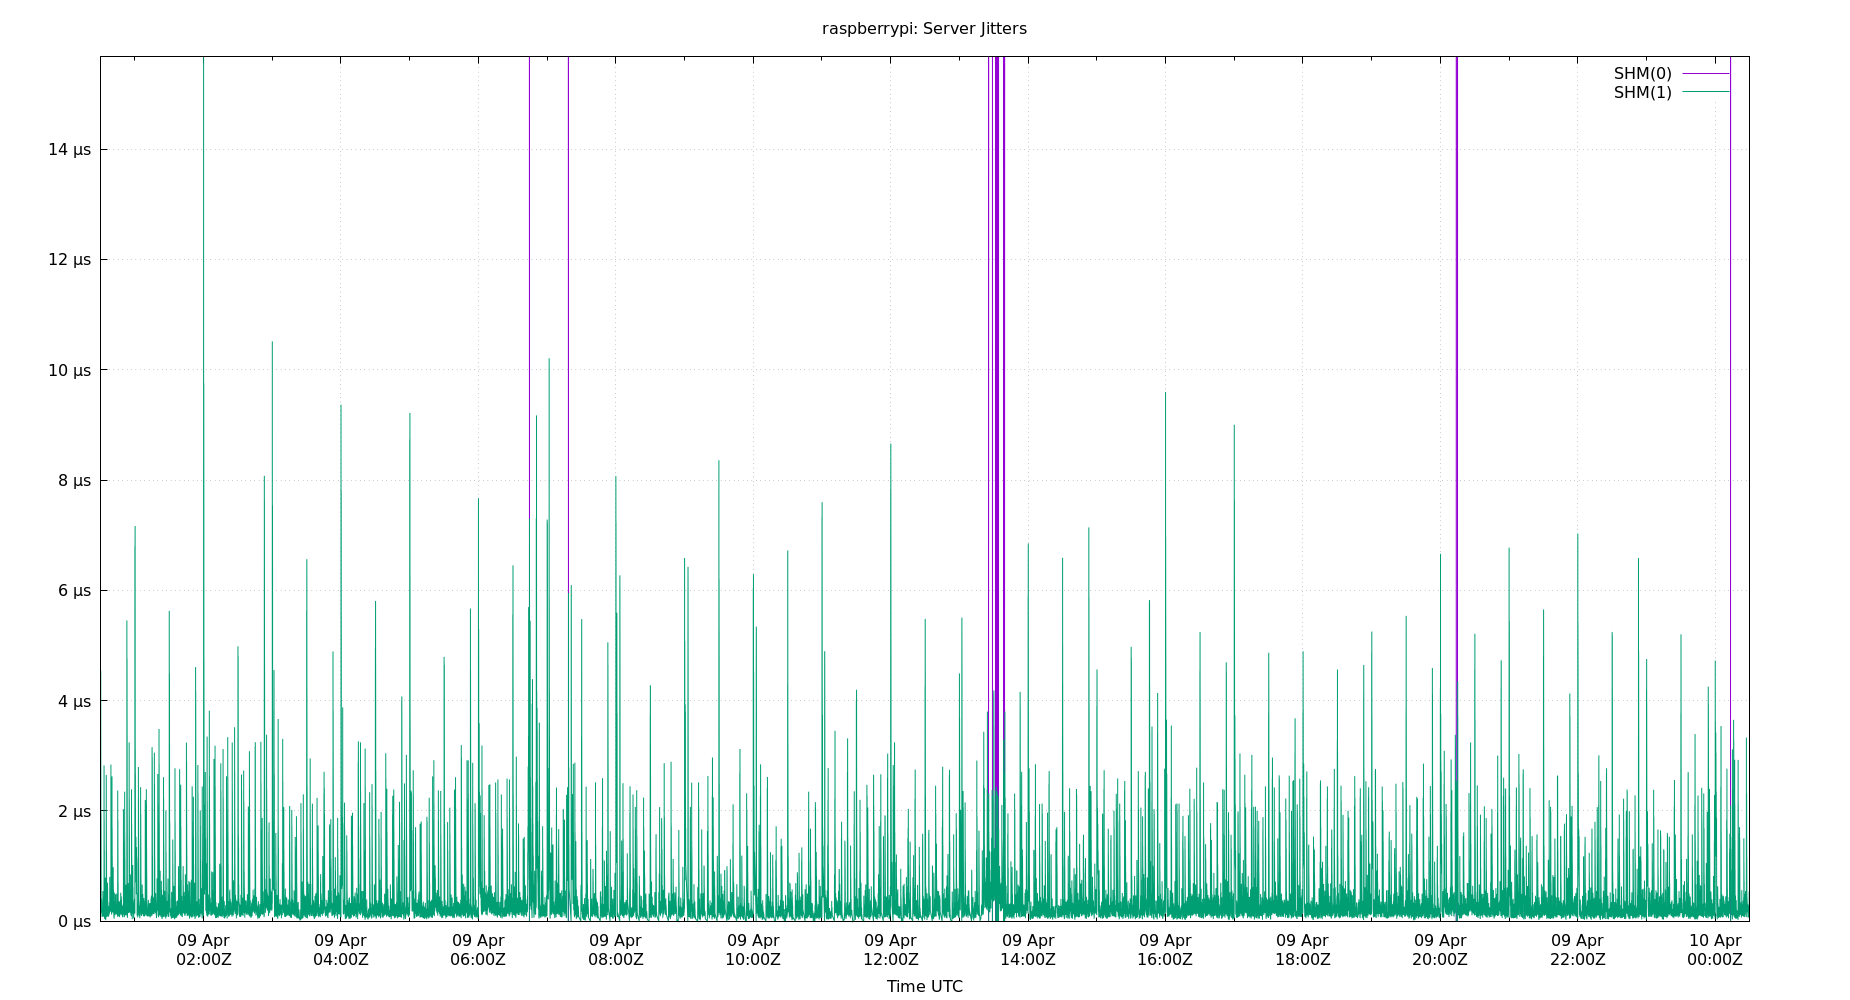 raspberrypi: Server Jitters
SHM(0)
SHM(1)
14 µs
12 µs
10 µs
8 µs
6 µs
4 µs
2 µs
0 µs
09 Apr 09 Apr 09 Apr 09 Apr 09 Apr 09 Apr 09 Apr 09 Apr 09 Apr 09 Apr 09 Apr 10 Apr
02:00Z 04:00Z 06:00Z 08:00Z 10:00Z 12:00Z 14:00Z 16:00Z 18:00Z 20:00Z 22:00Z 00:00Z
Time UTC